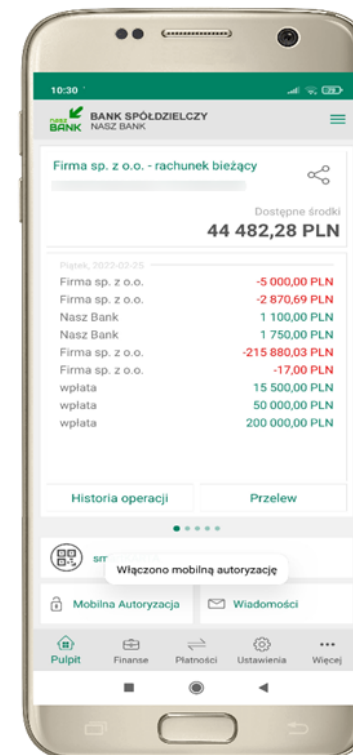 10:30
29
nasz BANK
BANK SPÓŁDZIELCZY
NASZ BANK
Firma sp. z o.o. - rachunek bieżący
Dostępne środki
44 482,28 PLN
Piątek, 2022-02-25
Firma sp. z o.o. -5 000,00 PLN
Firma sp. z o.o. -2 870,69 PLN
Nasz Bank 1 100,00 PLN
Nasz Bank 1 750,00 PLN
Firma sp. z o.o. -215 880,03 PLN
Firma sp. z o.o. -17,00 PLN
wpłata 15 500,00 PLN
wpłata 50 000,00 PLN
wpłata 200 000,00 PLN
Historia operacji Przelew
Włączono mobilną autoryzację
Mobilna Autoryzacja Wiadomości
Pulpit Finanse Płatności Ustawienia Więcej